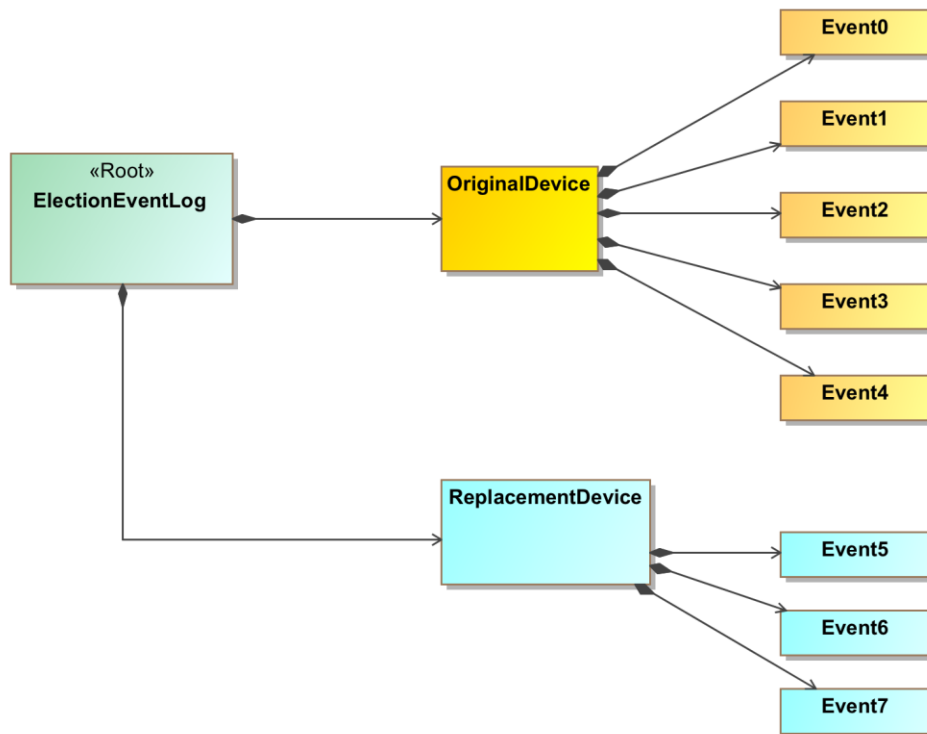 Event0
Event1
«Root»
ElectionEventLog
OriginalDevice
Event2
Event3
Event4
ReplacementDevice
Event5
Event6
Event7